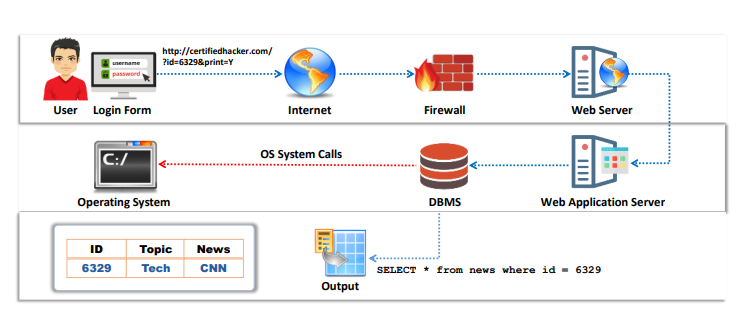 http://certifiedhacker.com/
?id=6329&print=Y
username
password
User
Login Form
Internet
Firewall
Web Server
C:/
OS System Calls
Operating System
DBMS
Web Application Server
ID Topic News
6329 Tech CNN
SELECT * from news where id = 6329
Output